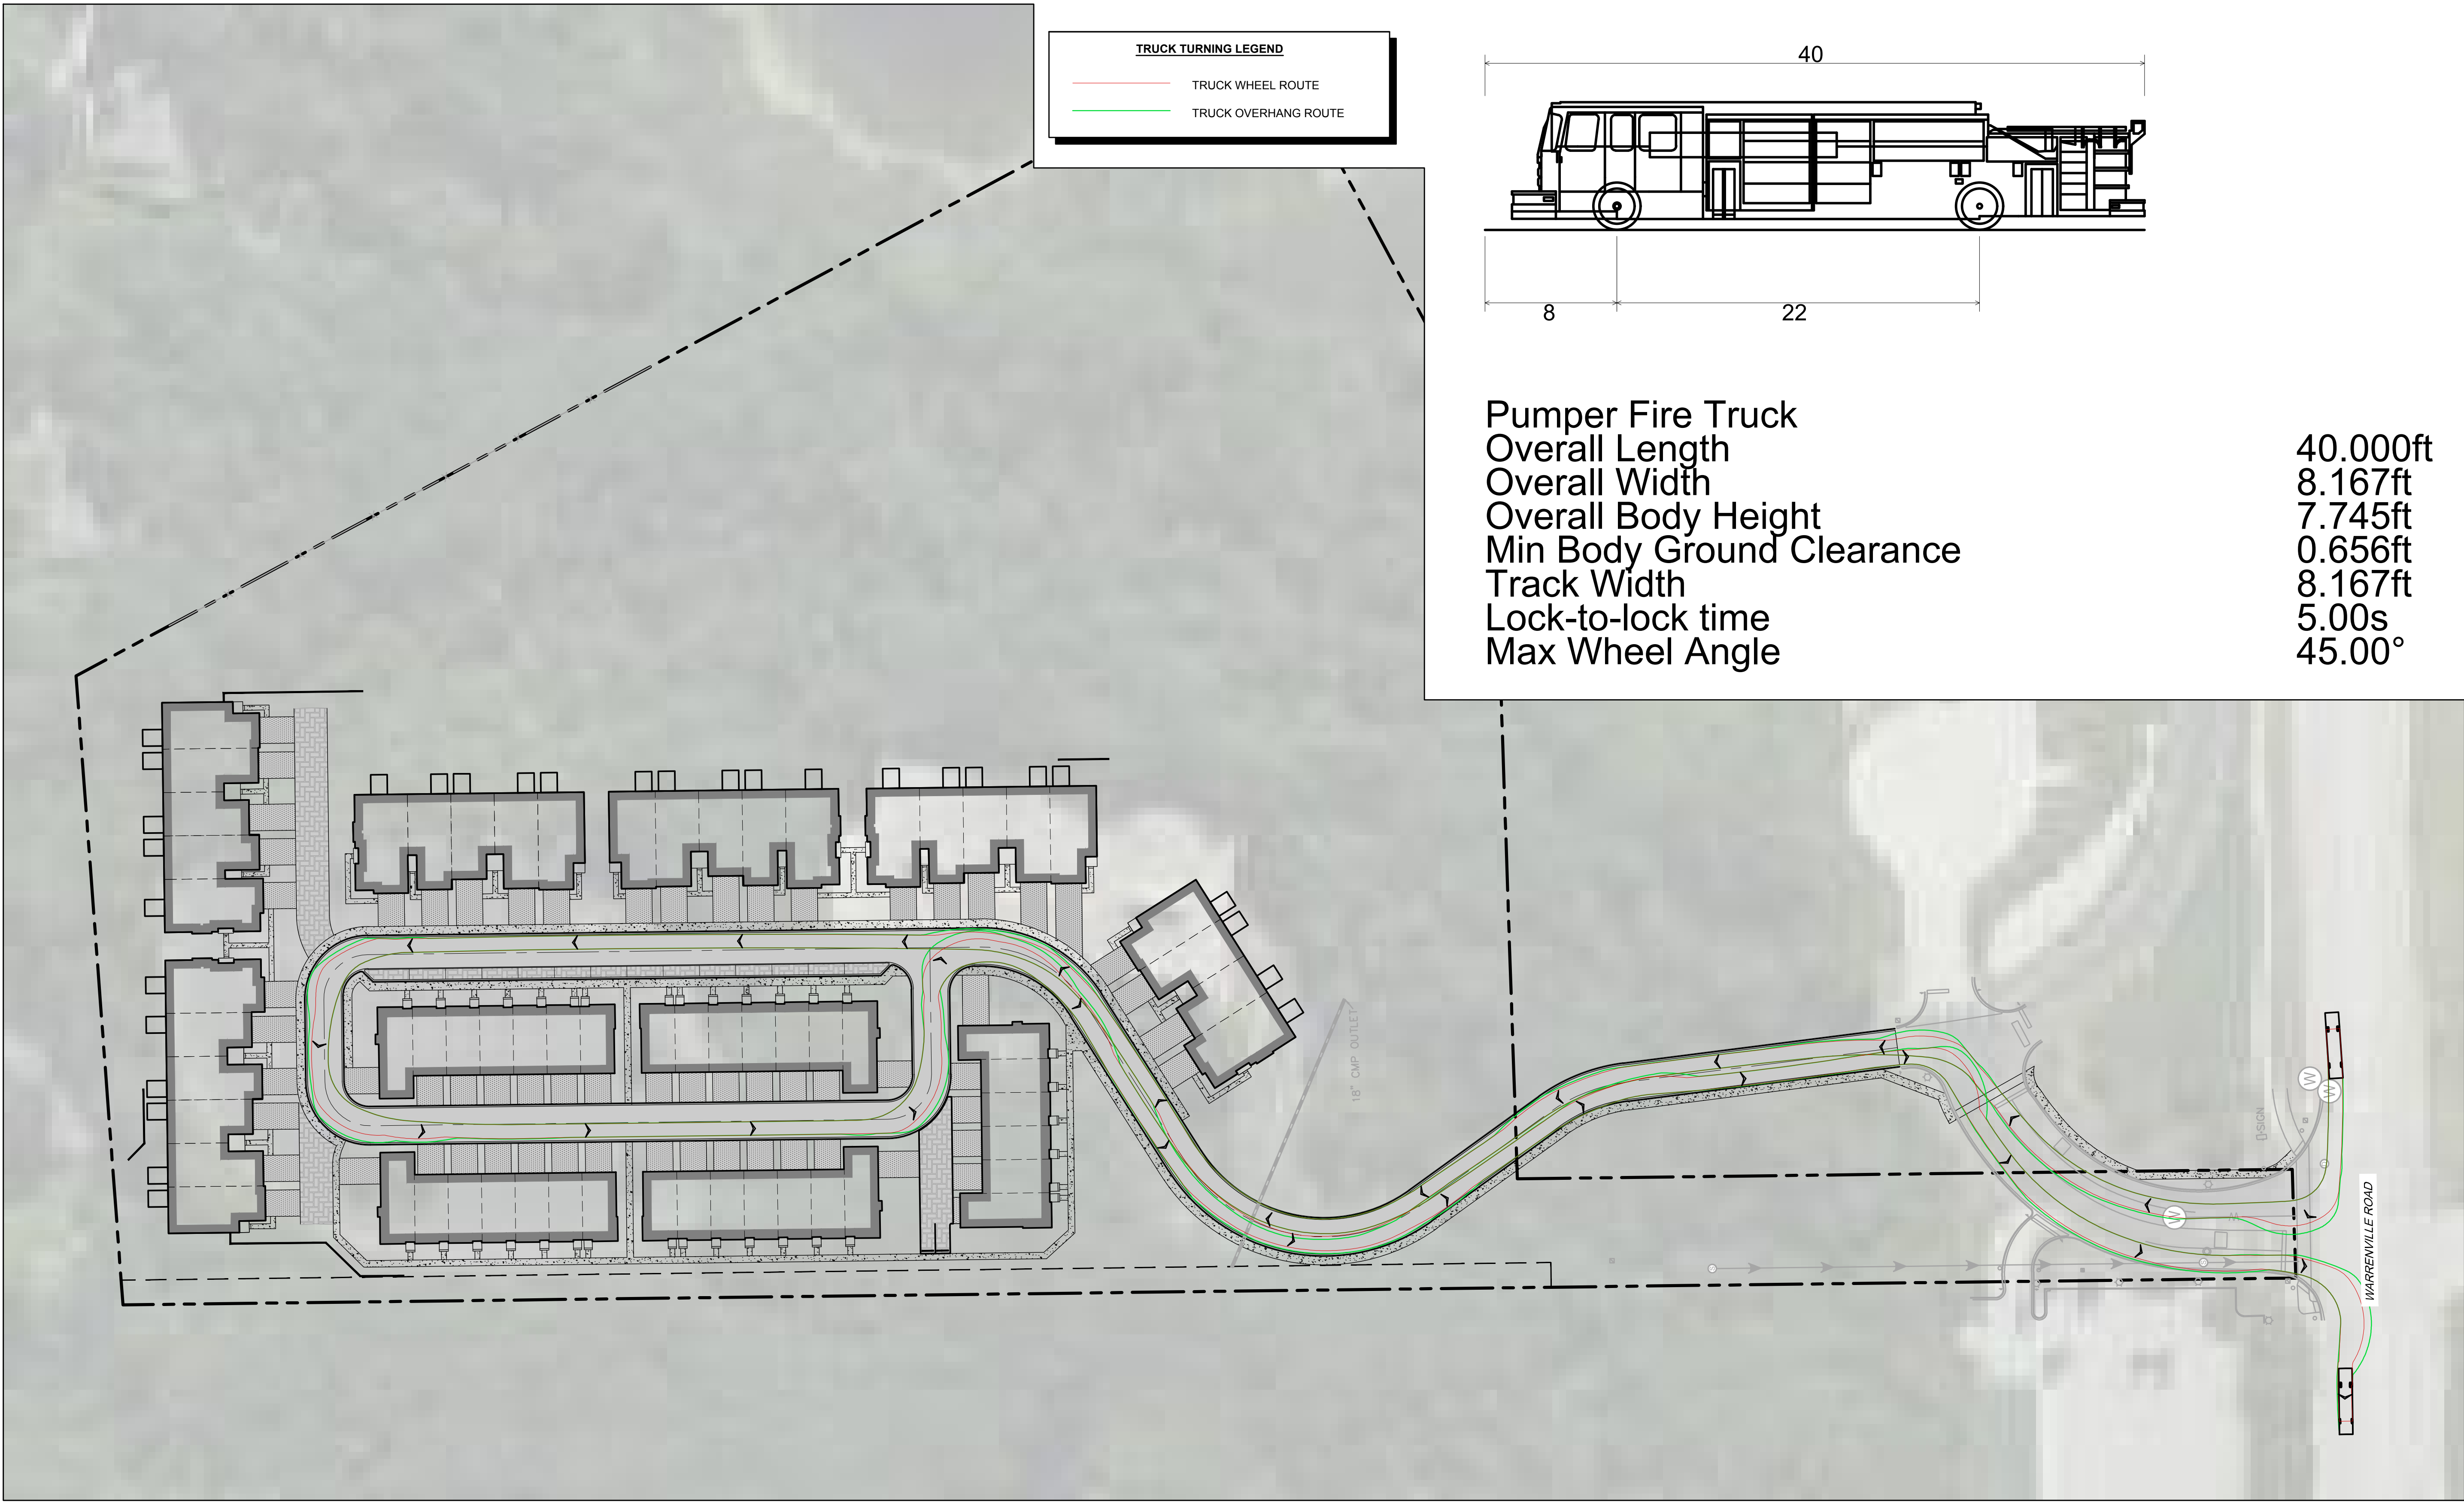 TRUCK TURNING LEGEND
TRUCK WHEEL ROUTE
TRUCK OVERHANG ROUTE
40
8
22
Pumper Fire Truck
Overall Length 40.000ft
Overall Width 8.167ft
Overall Body Height 7.745ft
Min Body Ground Clearance 0.656ft
Track Width 8.167ft
Lock-to-lock time 5.00s
Max Wheel Angle 45.00°
18" CMP OUTLET
SIGN
W
W
W
WARRENVILLE ROAD